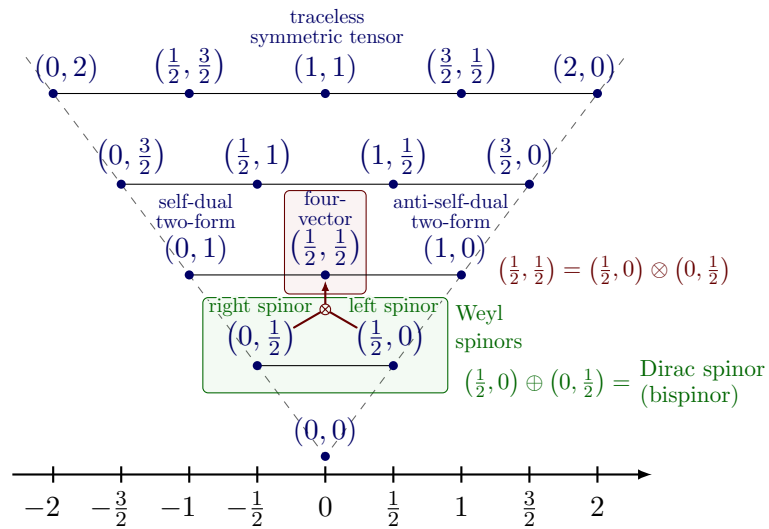 traceless
symmetric tensor
(0, 2) (1/2, 3/2) (1, 1) (3/2, 1/2) (2, 0)
(0, 3/2) (1/2, 1) (1, 1/2) (3/2, 0)
self-dual
two-form
four-
vector
anti-self-dual
two-form
(0, 1) (1/2, 1/2) (1, 0)
(1/2, 1/2) = (1/2, 0) ⊗ (0, 1/2)
right spinor ⊗ left spinor
Weyl
spinors
(0, 1/2) (1/2, 0)
(1/2, 0) ⊕ (0, 1/2) = Dirac spinor
(bispinor)
(0, 0)
−2 −3/2 −1 −1/2 0 1/2 1 3/2 2